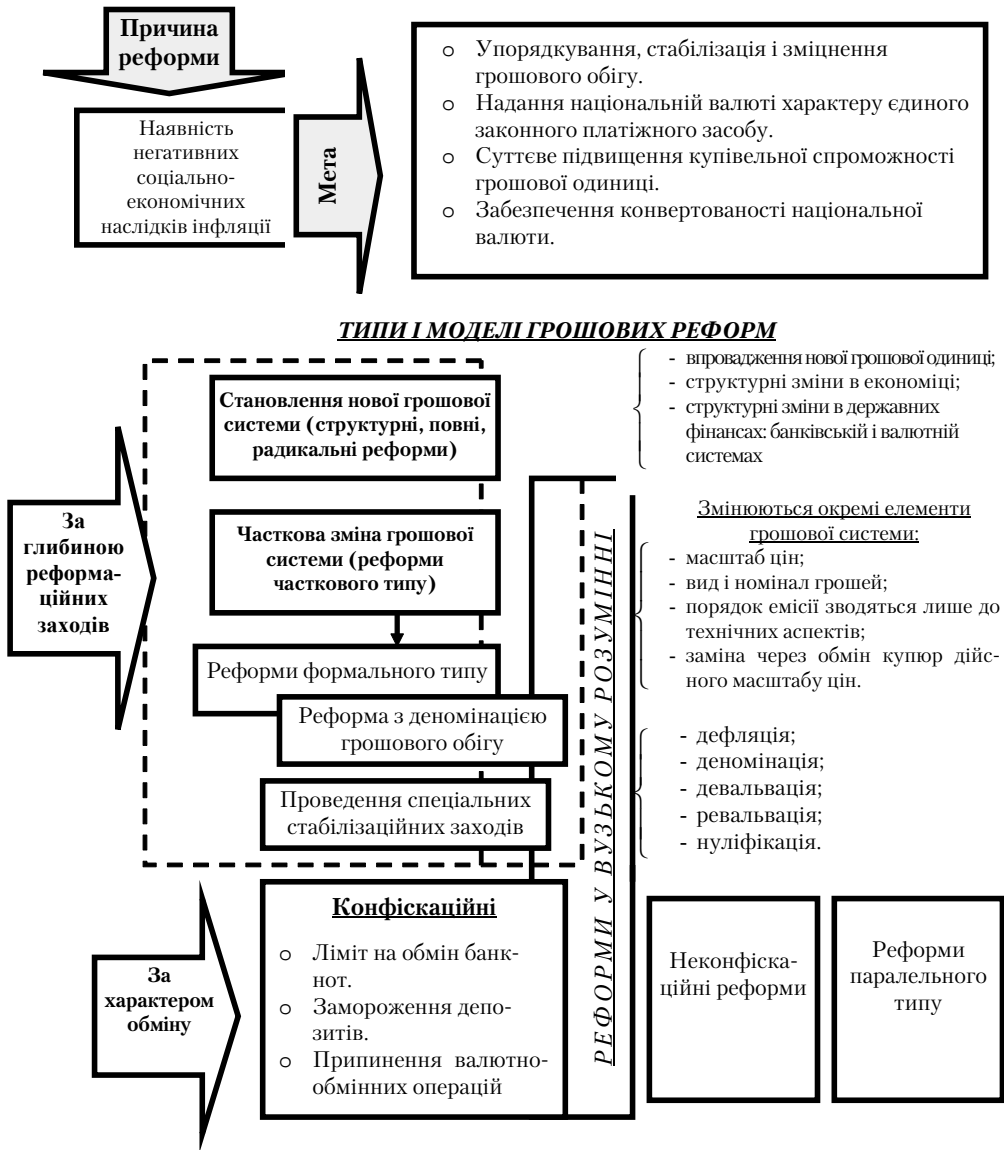 Причина
реформи
Наявність
негативних
соціально-
економічних
наслідків інфляції
Мета
o Упорядкування, стабілізація і зміцнення
грошового обігу.
o Надання національній валюті характеру єдиного
законного платіжного засобу.
o Суттєве підвищення купівельної спроможності
грошової одиниці.
o Забезпечення конвертованості національної
валюти.
ТИПИ І МОДЕЛІ ГРОШОВИХ РЕФОРМ
За
глибиною
реформа-
ційних
заходів
Становлення нової грошової
системи (структурні, повні,
радикальні реформи)
- впровадження нової грошової одиниці;
- структурні зміни в економіці;
- структурні зміни в державних
фінансах: банківській і валютній
системах
Часткова зміна грошової
системи (реформи
часткового типу)
Змінюються окремі елементи
грошової системи:
- масштаб цін;
- вид і номінал грошей;
- порядок емісії зводяться лише до
технічних аспектів;
- заміна через обмін купюр дійс-
ного масштабу цін.
Реформи формального типу
Реформа з деномінацією
грошового обігу
Проведення спеціальних
стабілізаційних заходів
- дефляція;
- деномінація;
- девальвація;
- ревальвація;
- нуліфікація.
РЕФОРМИ У ВУЗЬКОМУ РОЗУМІННІ
За
характером
обміну
Конфіскаційні
o Ліміт на обмін банк-
нот.
o Замороження депо-
зитів.
o Припинення валютно-
обмінних операцій
Неконфіска-
ційні реформи
Реформи
паралельного
типу